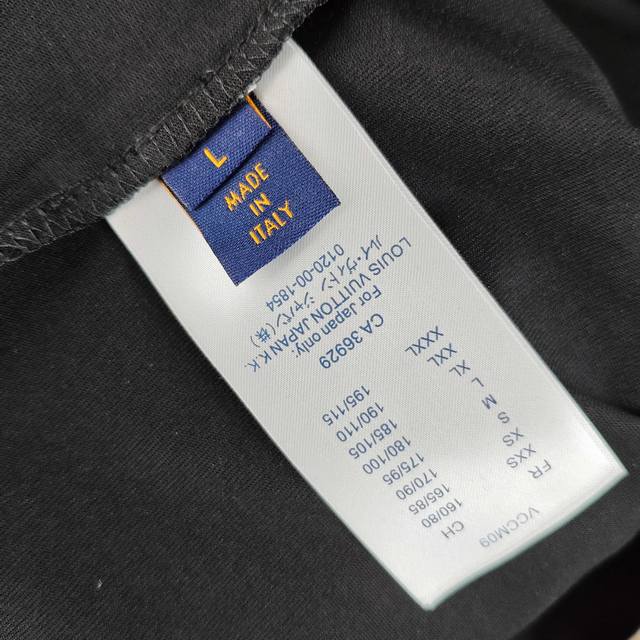 L
MADE
IN
ITALY
VCCM09
FR CH
XXS 160/80
XS 165/85
S 170/90
M 175/95
L 180/100
XL 185/105
XXL 190/110
XXXL 195/115
CA 36929
For Japan only,
LOUIS VUITTON JAPAN K.K.
ルイ・ヴィトン ジャパン(株)
0120-00-1854